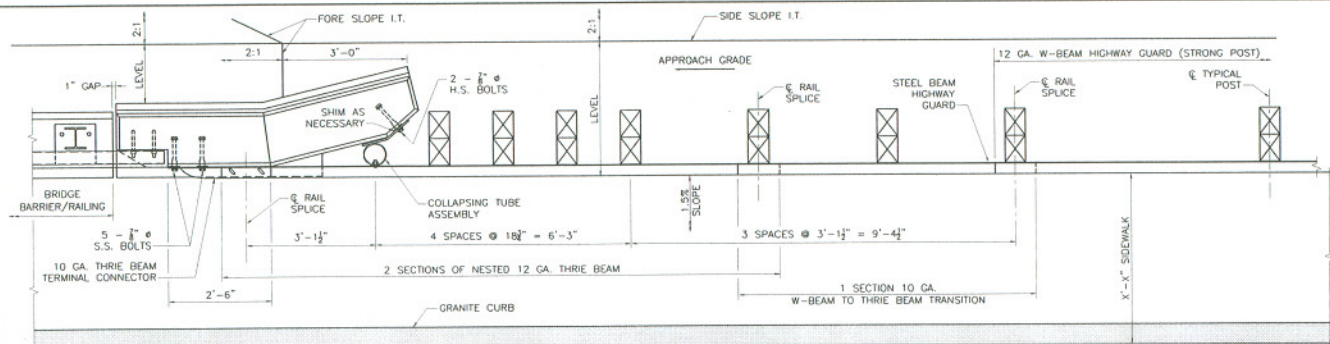 2:1
FORE SLOPE I.T.
2:1
SIDE SLOPE I.T.
2:1
3'-0"
12 GA. W-BEAM HIGHWAY GUARD (STRONG POST)
APPROACH GRADE
LEVEL
1" GAP
2 - ⅞" ø
H.S. BOLTS
SHIM AS
NECESSARY
LEVEL
℄ RAIL
SPLICE
STEEL BEAM
HIGHWAY
GUARD
℄ RAIL
SPLICE
℄ TYPICAL
POST
BRIDGE
BARRIER/RAILING
℄ RAIL
SPLICE
COLLAPSING TUBE
ASSEMBLY
1.5%
SLOPE
5 - ⅞" ø
S.S. BOLTS
3'-1½"
4 SPACES @ 18¾" = 6'-3"
3 SPACES @ 3'-1½" = 9'-4½"
10 GA. THRIE BEAM
TERMINAL CONNECTOR
2 SECTIONS OF NESTED 12 GA. THRIE BEAM
2'-6"
1 SECTION 10 GA.
W-BEAM TO THRIE BEAM TRANSITION
X'-X" SIDEWALK
GRANITE CURB